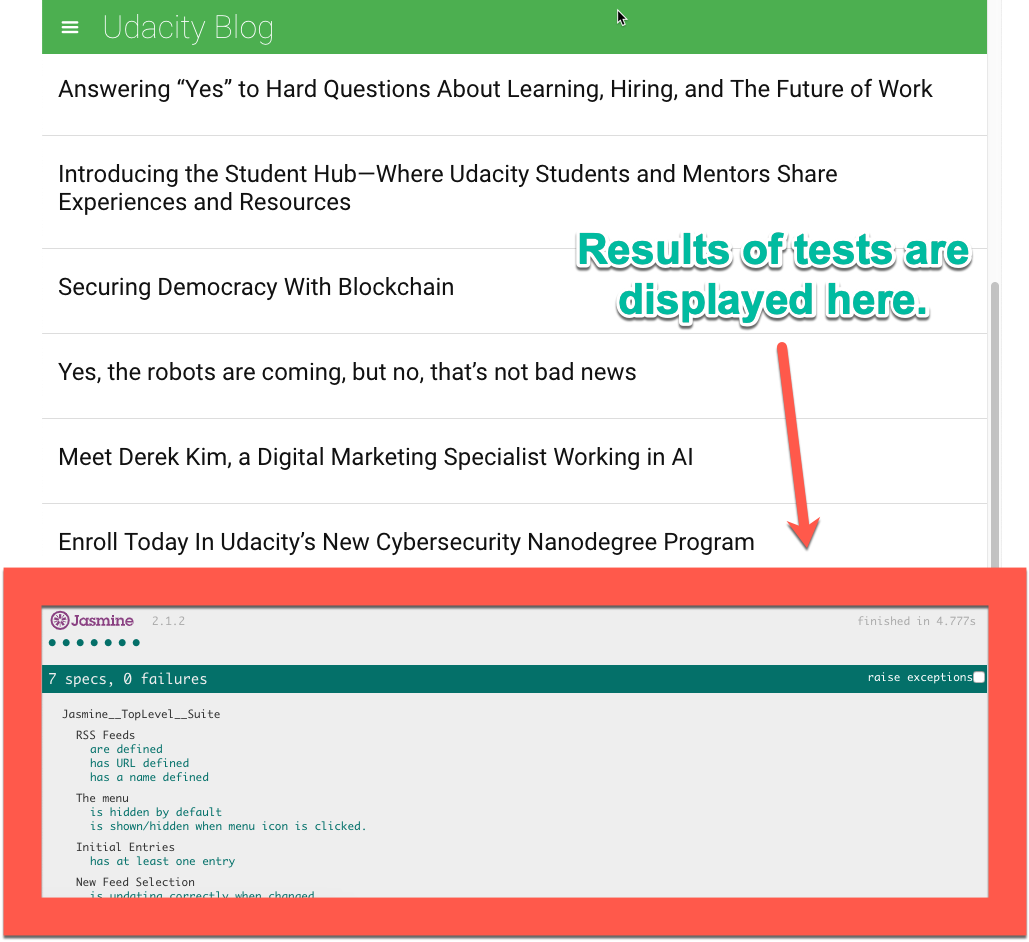 Udacity Blog
Answering “Yes” to Hard Questions About Learning, Hiring, and The Future of Work
Introducing the Student Hub—Where Udacity Students and Mentors Share
Experiences and Resources
Results of tests are
displayed here.
Securing Democracy With Blockchain
Yes, the robots are coming, but no, that’s not bad news
Meet Derek Kim, a Digital Marketing Specialist Working in AI
Enroll Today In Udacity’s New Cybersecurity Nanodegree Program
Jasmine 2.1.2 finished in 4.777s
7 specs, 0 failures raise exceptions
Jasmine__TopLevel__Suite
RSS Feeds
are defined
has URL defined
has a name defined
The menu
is hidden by default
is shown/hidden when menu icon is clicked.
Initial Entries
has at least one entry
New Feed Selection
is updating correctly when changed